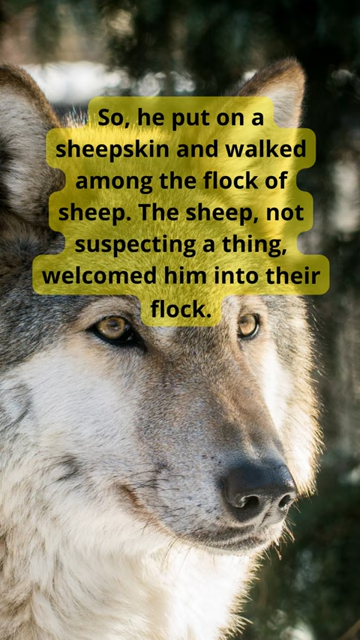 So, he put on a
sheepskin and walked
among the flock of
sheep. The sheep, not
suspecting a thing,
welcomed him into their
flock.